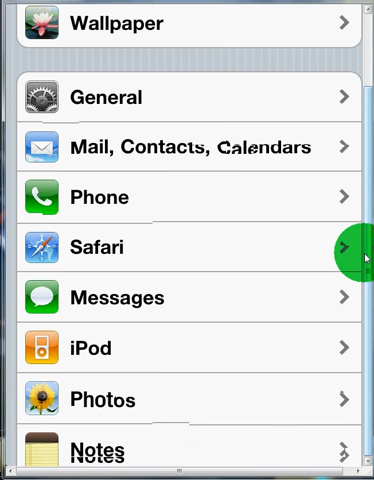 Wallpaper
General
Mail, Contacts, Calendars
Phone
Safari
Messages
iPod
Photos
Notes